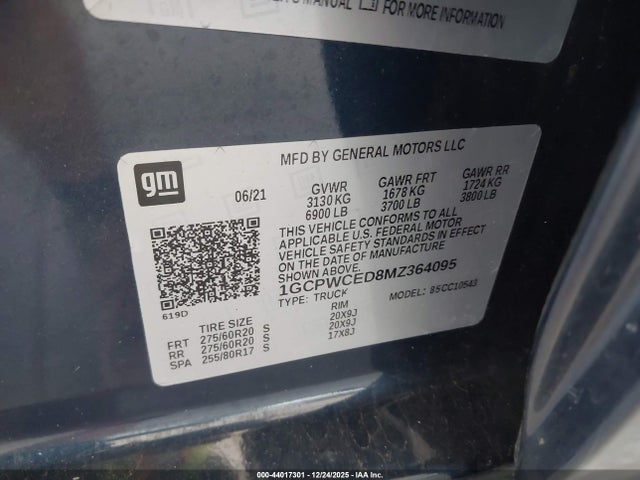 ER'S MANUAL FOR MORE INFORMATION
MFD BY GENERAL MOTORS LLC
gm
06/21 GVWR GAWR FRT GAWR RR
3130 KG 1678 KG 1724 KG
6900 LB 3700 LB 3800 LB
THIS VEHICLE CONFORMS TO ALL
APPLICABLE U.S. FEDERAL MOTOR
VEHICLE SAFETY STANDARDS IN EFFECT
ON THE DATE OF MANUFACTURE
SHOWN ABOVE.
1GCPWCED8MZ364095
TYPE: TRUCK MODEL: 85CC10543
619D
TIRE SIZE RIM
FRT 275/60R20 S 20X9J
RR 275/60R20 S 20X9J
SPA 255/80R17 S 17X8J
000-44017301 - 12/24/2025 - IAAI.com